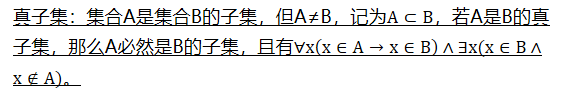 真子集：集合A是集合B的子集，但A≠B，记为A ⊂ B，若A是B的真
子集，那么A必然是B的子集，且有∀x(x ∈ A → x ∈ B) ∧ ∃x(x ∈ B ∧
x ∉ A)。